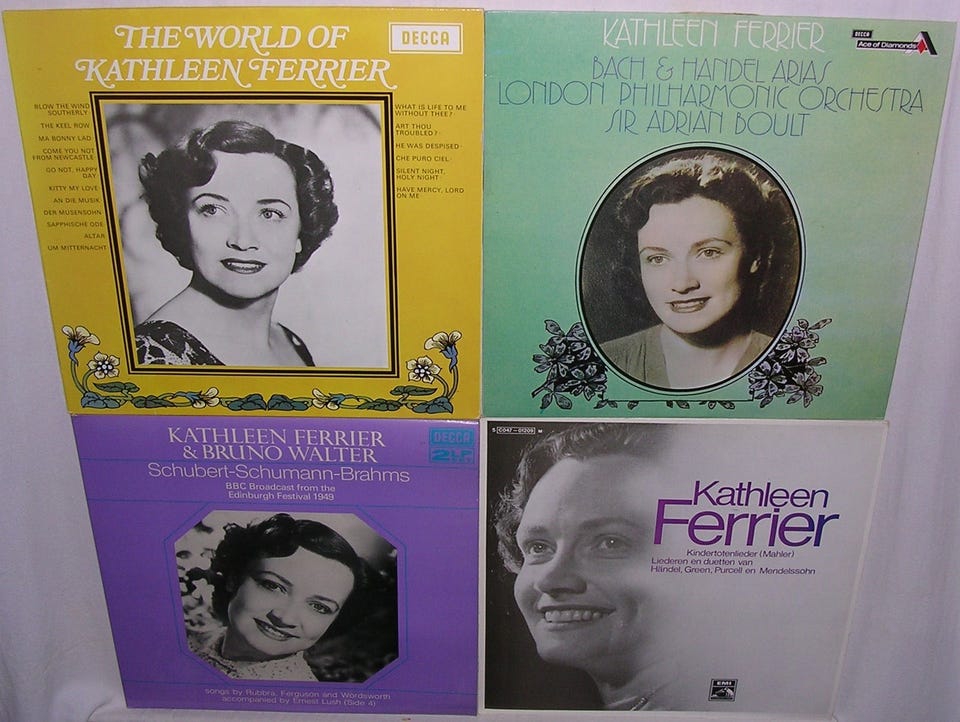 THE WORLD OF
KATHLEEN FERRIER
DECCA
BLOW THE WIND
SOUTHERLY·
THE KEEL ROW·
MA BONNY LAD·
COME YOU NOT
FROM NEWCASTLE·
GO NOT, HAPPY
DAY
KITTY MY LOVE·
AN DIE MUSIK
DER MUSENSOHN
SAPPHISCHE ODE
ALTAR
UM MITTERNACHT
WHAT IS LIFE TO ME
WITHOUT THEE?
ART THOU
TROUBLED?·
HE WAS DESPISED·
CHE PURO CIEL·
SILENT NIGHT,
HOLY NIGHT·
HAVE MERCY, LORD
ON ME
KATHLEEN FERRIER
DECCA
Ace of Diamonds
BACH & HANDEL ARIAS
LONDON PHILHARMONIC ORCHESTRA
SIR ADRIAN BOULT
KATHLEEN FERRIER
& BRUNO WALTER
DECCA
2LP
SET
Schubert-Schumann-Brahms
BBC Broadcast from the
Edinburgh Festival 1949
songs by Rubbra, Ferguson and Wordsworth
accompanied by Ernest Lush (Side 4)
S C047-01209 M
Kathleen
Ferrier
Kindertotenlieder (Mahler)
Liederen en duetten van
Händel, Green, Purcell en Mendelssohn
EMI